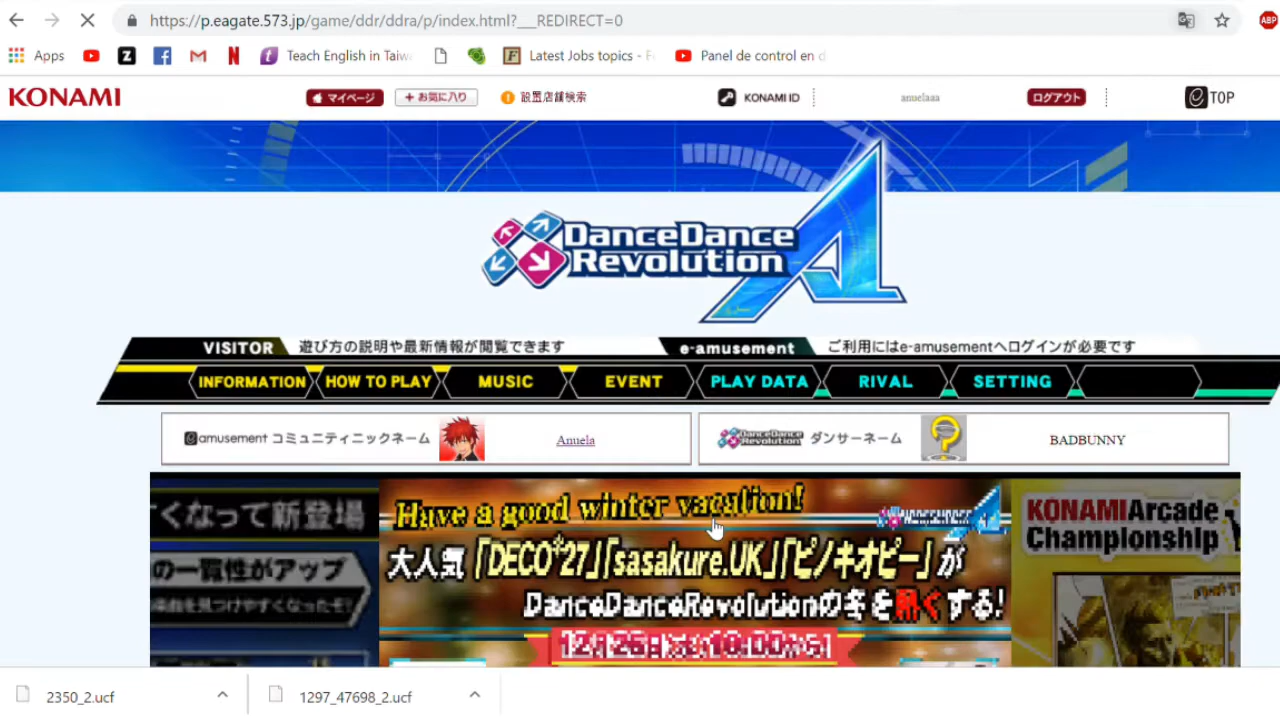 https://p.eagate.573.jp/game/ddr/ddra/p/index.html?___REDIRECT=0
ABP
Apps
Z
f
M
N
t
Teach English in Taiw
F
Latest Jobs topics - F
Panel de control en d
KONAMI
マイページ
+ お気に入り
設置店舗検索
KONAMI ID
anuelaaa
ログアウト
e TOP
DanceDance
Revolution A
VISITOR 遊び方の説明や最新情報が閲覧できます
e-amusement ご利用にはe-amusementへログインが必要です
INFORMATION
HOW TO PLAY
MUSIC
EVENT
PLAY DATA
RIVAL
SETTING
eamusement コミュニティニックネーム
Anuela
DanceDance Revolution ダンサーネーム
BADBUNNY
くなって新登場
の一覧性がアップ
Have a good winter vacation!
大人気「DECO*27」「sasakure.UK」「ピノキオピー」が
DanceDanceRevolutionの冬を熱くする!
KONAMI Arcade
Championship
2350_2.ucf
1297_47698_2.ucf